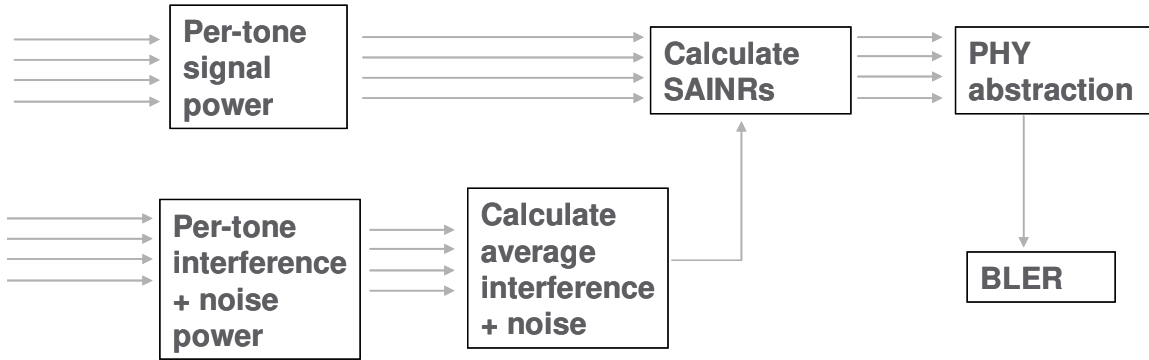 Per-tone
signal
power
Calculate
SAINRs
PHY
abstraction
Per-tone
interference
+ noise
power
Calculate
average
interference
+ noise
BLER